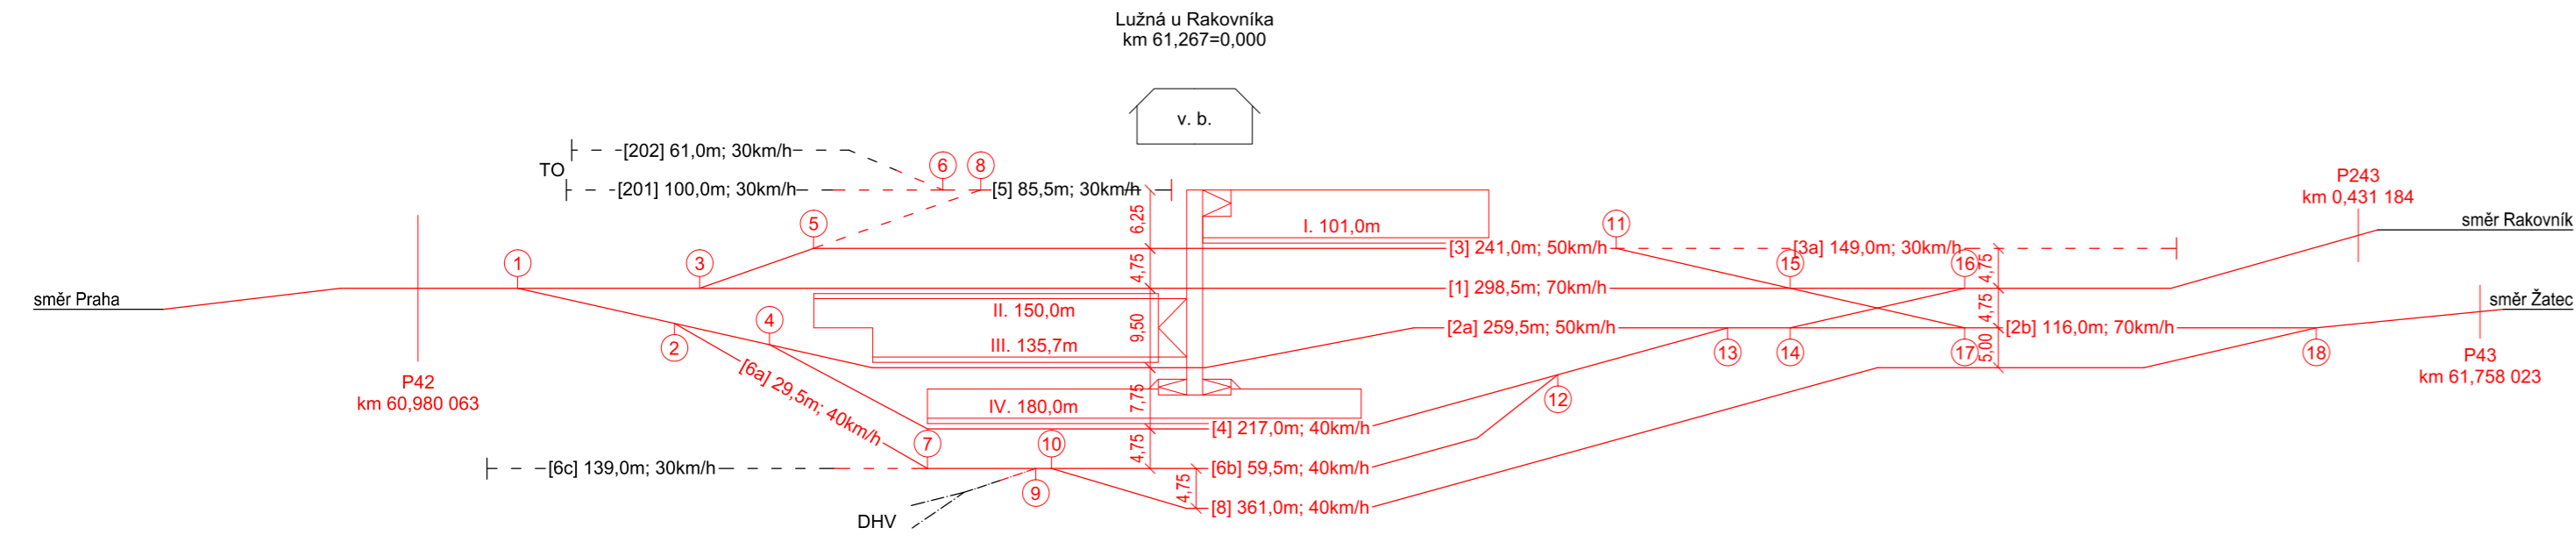 Lužná u Rakovníka
km 61,267=0,000
v. b.
[202] 61,0m; 30km/h
TO
[201] 100,0m; 30km/h
6
8
[5] 85,5m; 30km/h
P243
km 0,431 184
směr Rakovník
6,25
I. 101,0m
5
11
[3] 241,0m; 50km/h
[3a] 149,0m; 30km/h
1
3
4,75
15
16
4,75
směr Praha
[1] 298,5m; 70km/h
směr Žatec
II. 150,0m
9,50
III. 135,7m
2
4
[2a] 259,5m; 50km/h
4,75
[2b] 116,0m; 70km/h
13
14
17
5,00
18
P42
km 60,980 063
P43
km 61,758 023
[6a] 29,5m; 40km/h
IV. 180,0m
7,75
12
[4] 217,0m; 40km/h
7
10
4,75
[6c] 139,0m; 30km/h
[6b] 59,5m; 40km/h
9
4,75
[8] 361,0m; 40km/h
DHV